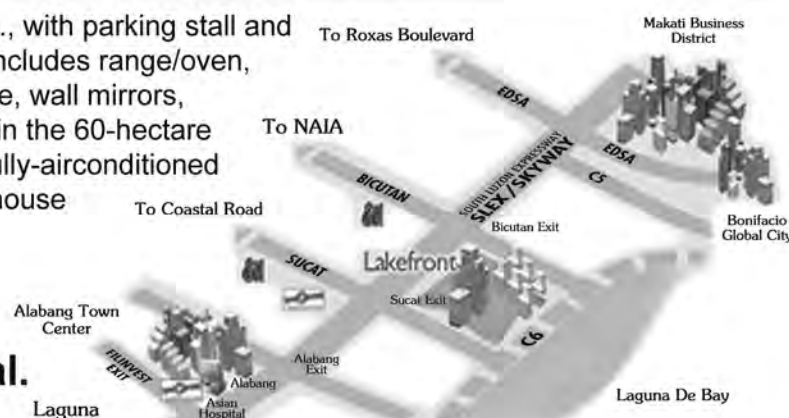 ., with parking stall and
ncludes range/oven,
e, wall mirrors,
in the 60-hectare
ully-airconditioned
house
al.
To Roxas Boulevard
Makati Business
District
EDSA
To NAIA
SOUTH LUZON EXPRESSWAY
SLEX/SKYWAY
EDSA
C5
BICUTAN
To Coastal Road
Bicutan Exit
Bonifacio
Global City
SUCAT
Lakefront
Sucat Exit
Alabang Town
Center
C6
FILINVEST
EXIT
Alabang
Exit
Alabang
Asian
Hospital
Laguna
Laguna De Bay